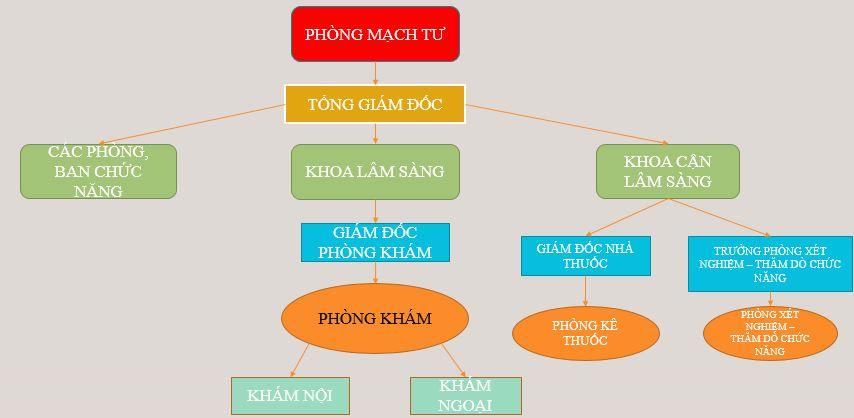 PHÒNG MẠCH TƯ
TỔNG GIÁM ĐỐC
CÁC PHÒNG,
BAN CHỨC
NĂNG
KHOA LÂM SÀNG
KHOA CẬN
LÂM SÀNG
GIÁM ĐỐC
PHÒNG KHÁM
GIÁM ĐỐC NHÀ
THUỐC
TRƯỞNG PHÒNG XÉT
NGHIỆM – THĂM DÒ CHỨC
NĂNG
PHÒNG KHÁM
PHÒNG KÊ
THUỐC
PHÒNG XÉT
NGHIỆM –
THĂM DÒ CHỨC
NĂNG
KHÁM NỘI
KHÁM
NGOẠI